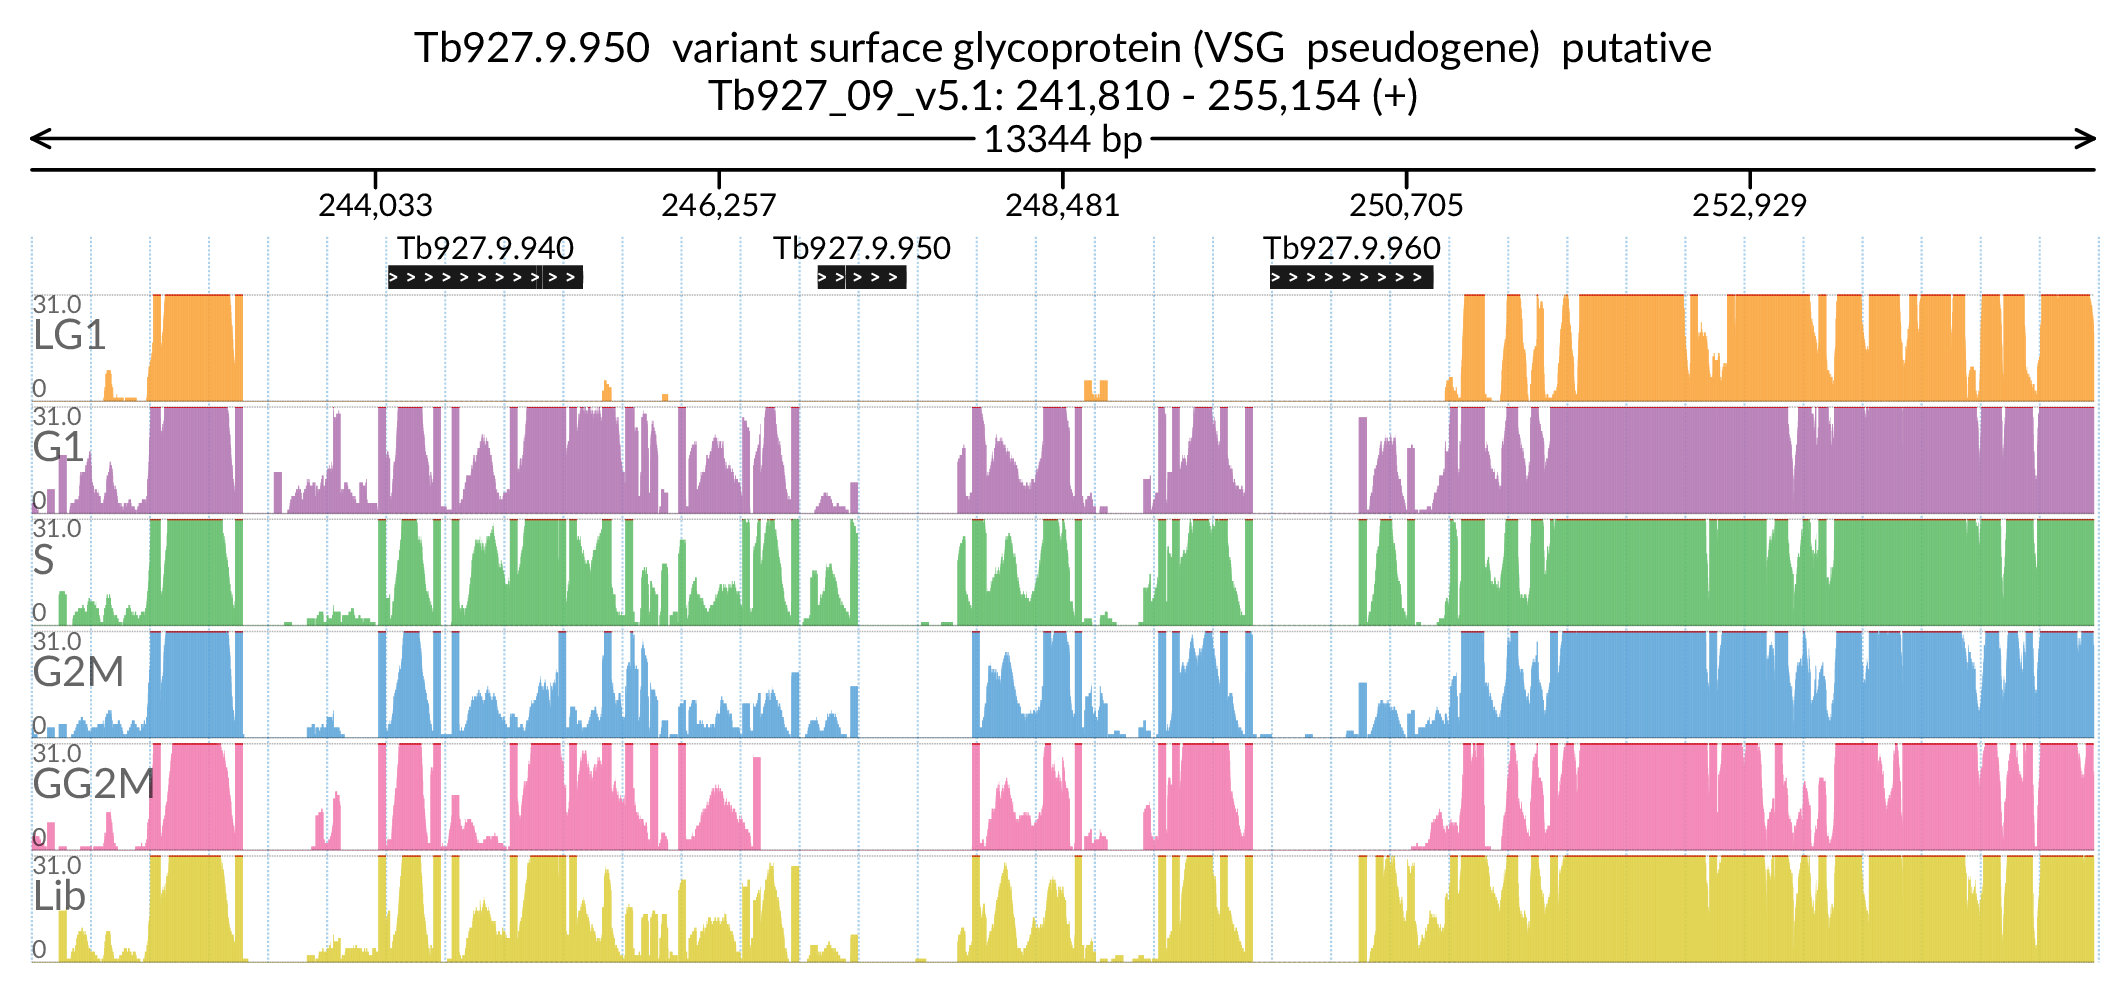 Tb927.9.950  variant surface glycoprotein (VSG  pseudogene)  putative
Tb927_09_v5.1: 241,810 - 255,154 (+)
13344 bp
244,033 246,257 248,481 250,705 252,929
Tb927.9.940 Tb927.9.950 Tb927.9.960
31.0
LG1
0
31.0
G1
0
31.0
S
0
31.0
G2M
0
31.0
GG2M
0
31.0
Lib
0